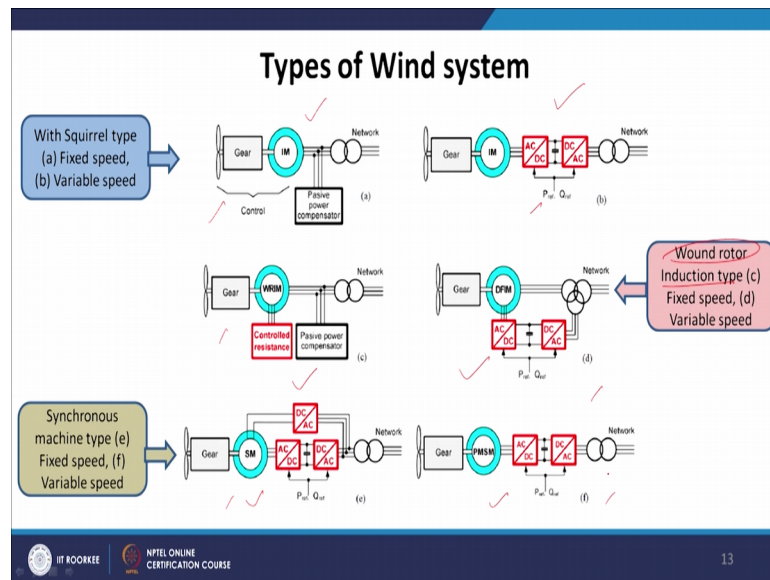 Types of Wind system
With Squirrel type
(a) Fixed speed,
(b) Variable speed
Gear
IM
Network
Pasive
power
compensator
Control
(a)
Gear
IM
AC
DC
DC
AC
Network
Pref. Qref
(b)
Gear
WRIM
Network
Controlled
resistance
Pasive power
compensator
(c)
Gear
DFIM
Network
AC
DC
DC
AC
Pref. Qref
(d)
Wound rotor
Induction type (c)
Fixed speed, (d)
Variable speed
Synchronous
machine type (e)
Fixed speed, (f)
Variable speed
Gear
SM
DC
AC
AC
DC
DC
AC
Network
Pref. Qref
(e)
Gear
PMSM
AC
DC
DC
AC
Network
Pref. Qref
(f)
IIT ROORKEE
NPTEL ONLINE
CERTIFICATION COURSE
13